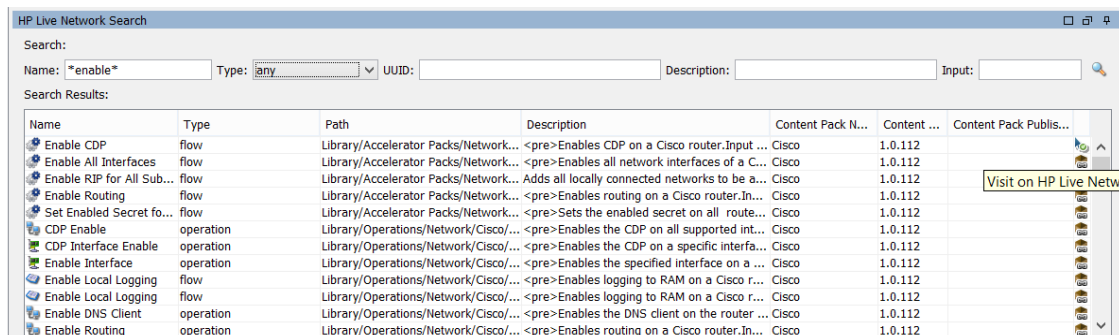 HP Live Network Search
Search:
Name: *enable* Type: any UUID: Description: Input:
Search Results:
Name Type Path Description Content Pack N... Content ... Content Pack Publis...
Enable CDP flow Library/Accelerator Packs/Network... <pre>Enables CDP on a Cisco router.Input ... Cisco 1.0.112
Enable All Interfaces flow Library/Accelerator Packs/Network... <pre>Enables all network interfaces of a C... Cisco 1.0.112
Enable RIP for All Sub... flow Library/Accelerator Packs/Network... Adds all locally connected networks to be a... Cisco 1.0.112
Visit on HP Live Netw
Enable Routing flow Library/Accelerator Packs/Network... <pre>Enables routing on a Cisco router.In... Cisco 1.0.112
Set Enabled Secret fo... flow Library/Accelerator Packs/Network... <pre>Sets the enabled secret on all route... Cisco 1.0.112
CDP Enable operation Library/Operations/Network/Cisco/... <pre>Enables the CDP on all supported int... Cisco 1.0.112
CDP Interface Enable operation Library/Operations/Network/Cisco/... <pre>Enables the CDP on a specific interfa... Cisco 1.0.112
Enable Interface operation Library/Operations/Network/Cisco/... <pre>Enables the specified interface on a ... Cisco 1.0.112
Enable Local Logging flow Library/Operations/Network/Cisco/... <pre>Enables logging to RAM on a Cisco r... Cisco 1.0.112
Enable Local Logging flow Library/Operations/Network/Cisco/... <pre>Enables logging to RAM on a Cisco r... Cisco 1.0.112
Enable DNS Client operation Library/Operations/Network/Cisco/... <pre>Enables the DNS client on the router ... Cisco 1.0.112
Enable Routing operation Library/Operations/Network/Cisco/... <pre>Enables routing on a Cisco router.In... Cisco 1.0.112